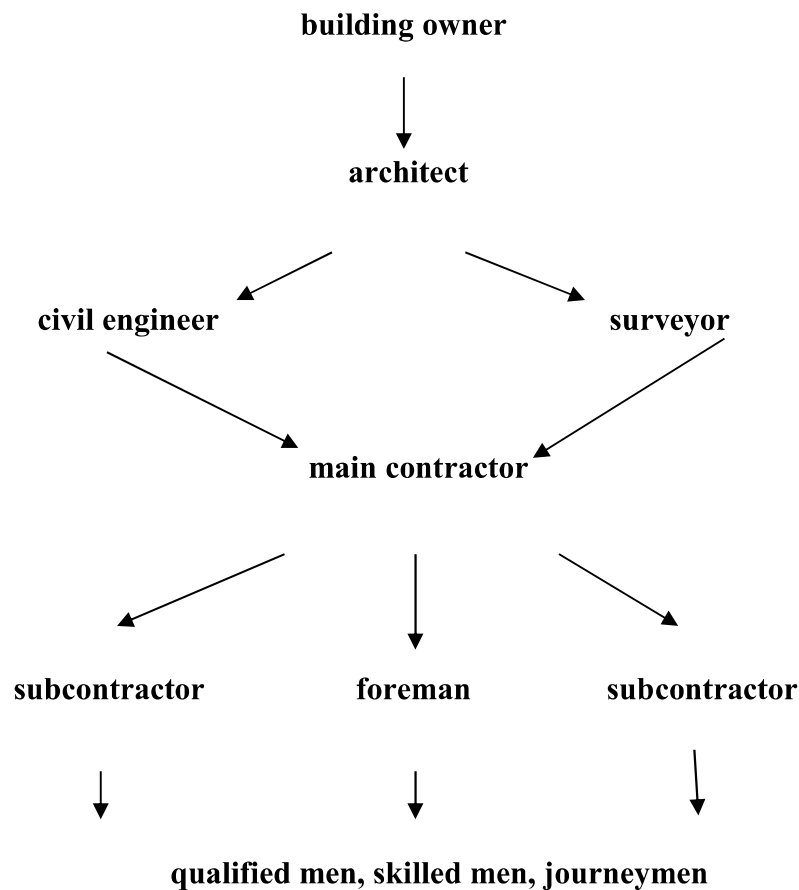 building owner
architect
civil engineer surveyor
main contractor
subcontractor foreman subcontractor
qualified men, skilled men, journeymen